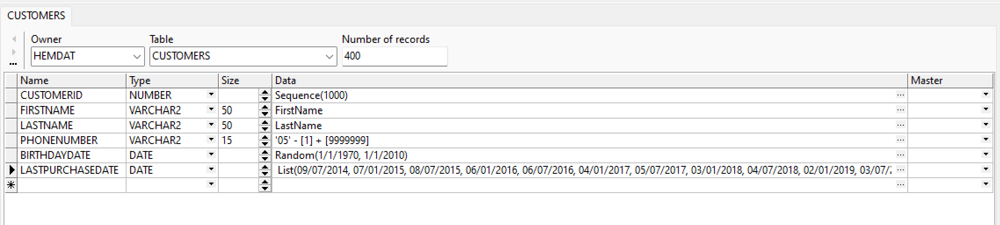 CUSTOMERS
Owner Table Number of records
HEMDAT CUSTOMERS 400
...
Name Type Size Data Master
CUSTOMERID NUMBER Sequence(1000) ...
FIRSTNAME VARCHAR2 50 FirstName ...
LASTNAME VARCHAR2 50 LastName ...
PHONENUMBER VARCHAR2 15 '05' - [1] + [9999999] ...
BIRTHDAYDATE DATE Random(1/1/1970, 1/1/2010) ...
LASTPURCHASEDATE DATE List(09/07/2014, 07/01/2015, 08/07/2015, 06/01/2016, 06/07/2016, 04/01/2017, 05/07/2017, 03/01/2018, 04/07/2018, 02/01/2019, 03/07/ ...
...